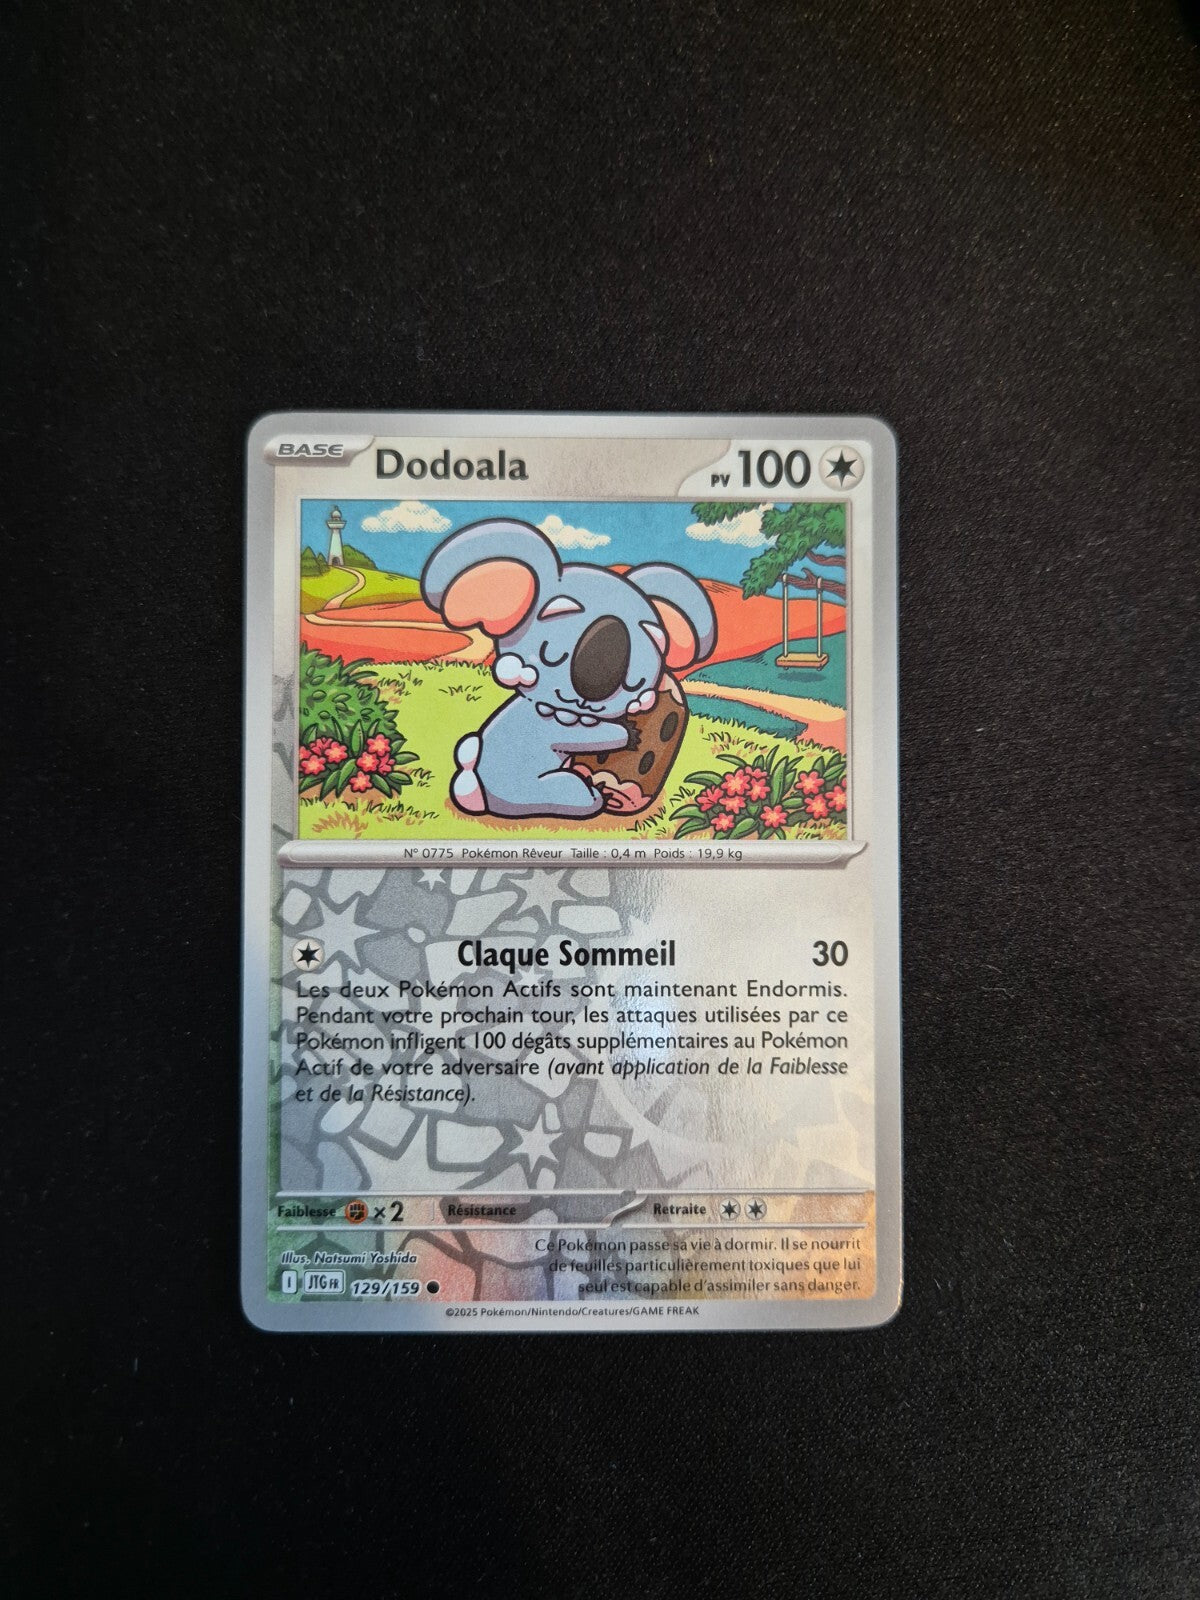 BASE Dodoala PV 100
N° 0775 Pokémon Rêveur Taille : 0,4 m Poids : 19,9 kg
Claque Sommeil 30
Les deux Pokémon Actifs sont maintenant Endormis.
Pendant votre prochain tour, les attaques utilisées par ce
Pokémon infligent 100 dégâts supplémentaires au Pokémon
Actif de votre adversaire (avant application de la Faiblesse
et de la Résistance).
Faiblesse ×2 Résistance Retraite
Illus. Natsumi Yoshida
I JTG FR 129/159
Ce Pokémon passe sa vie à dormir. Il se nourrit
de feuilles particulièrement toxiques que lui
seul est capable d'assimiler sans danger.
©2025 Pokémon/Nintendo/Creatures/GAME FREAK